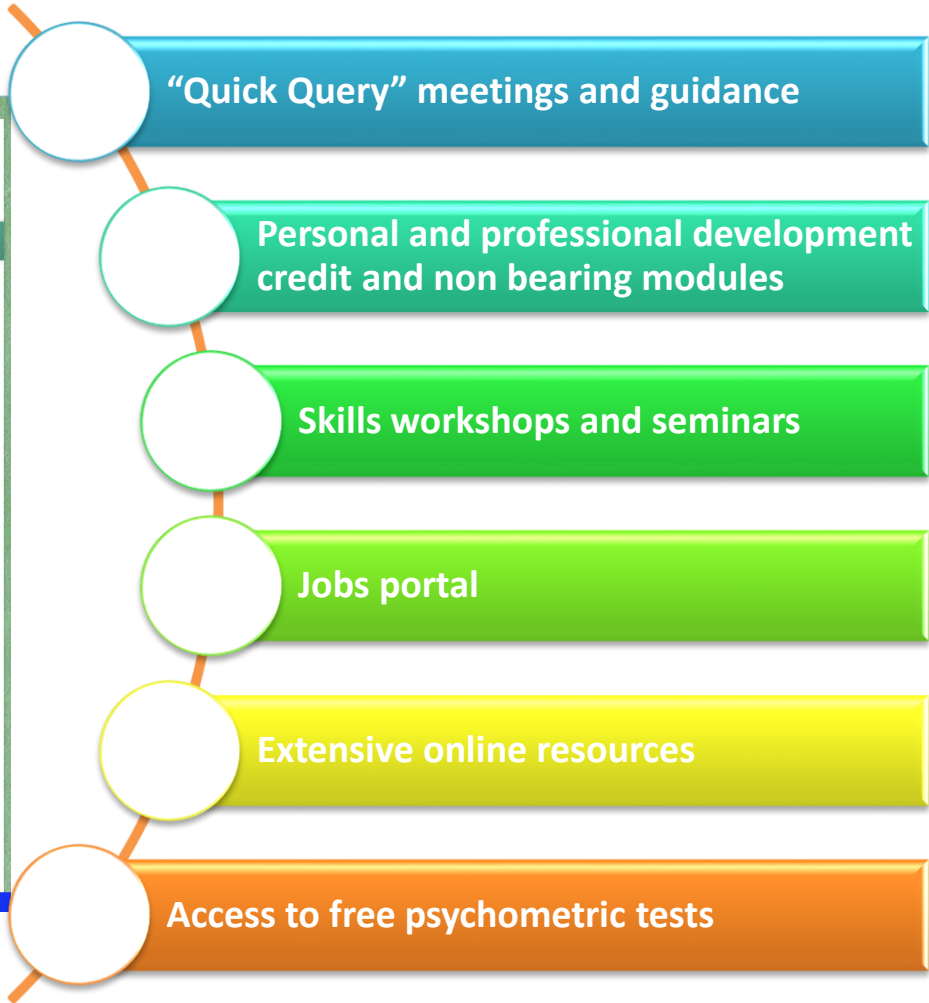 “Quick Query” meetings and guidance
Personal and professional development
credit and non bearing modules
Skills workshops and seminars
Jobs portal
Extensive online resources
Access to free psychometric tests